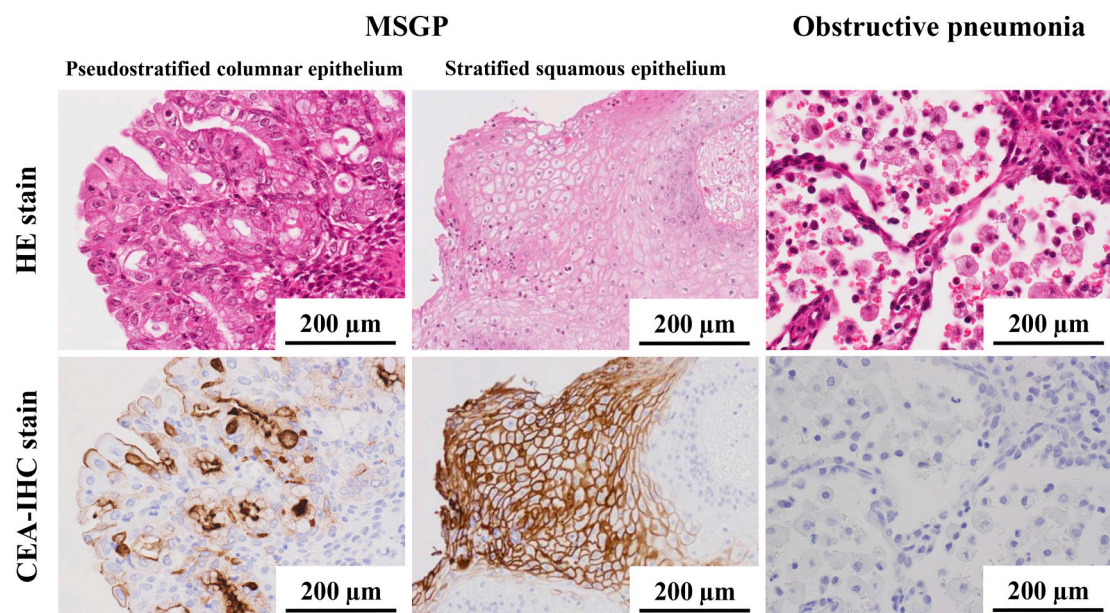 MSGP
Obstructive pneumonia
Pseudostratified columnar epithelium
Stratified squamous epithelium
HE stain
200 μm
200 μm
200 μm
CEA-IHC stain
200 μm
200 μm
200 μm